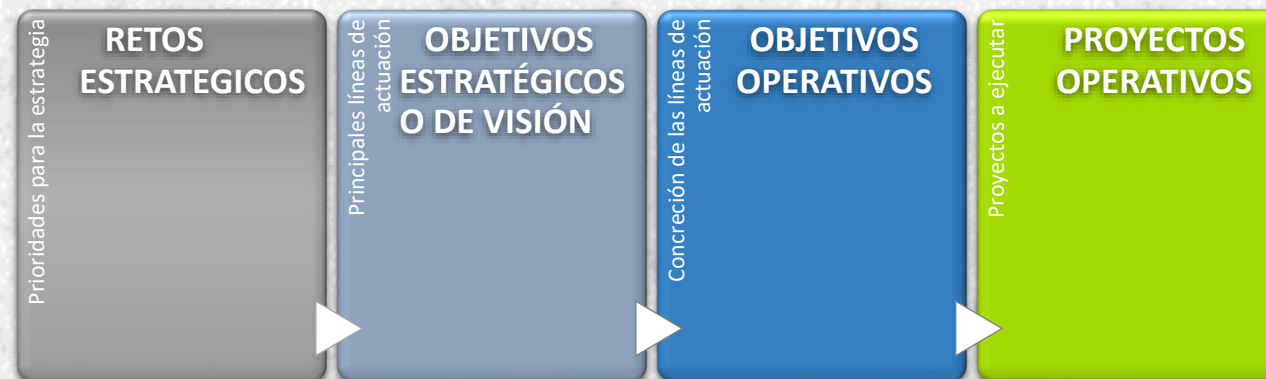 Prioridades para la estrategia
RETOS
ESTRATEGICOS
Principales líneas de
actuación
OBJETIVOS
ESTRATÉGICOS
O DE VISIÓN
Concreción de las líneas de
actuación
OBJETIVOS
OPERATIVOS
Proyectos a ejecutar
PROYECTOS
OPERATIVOS